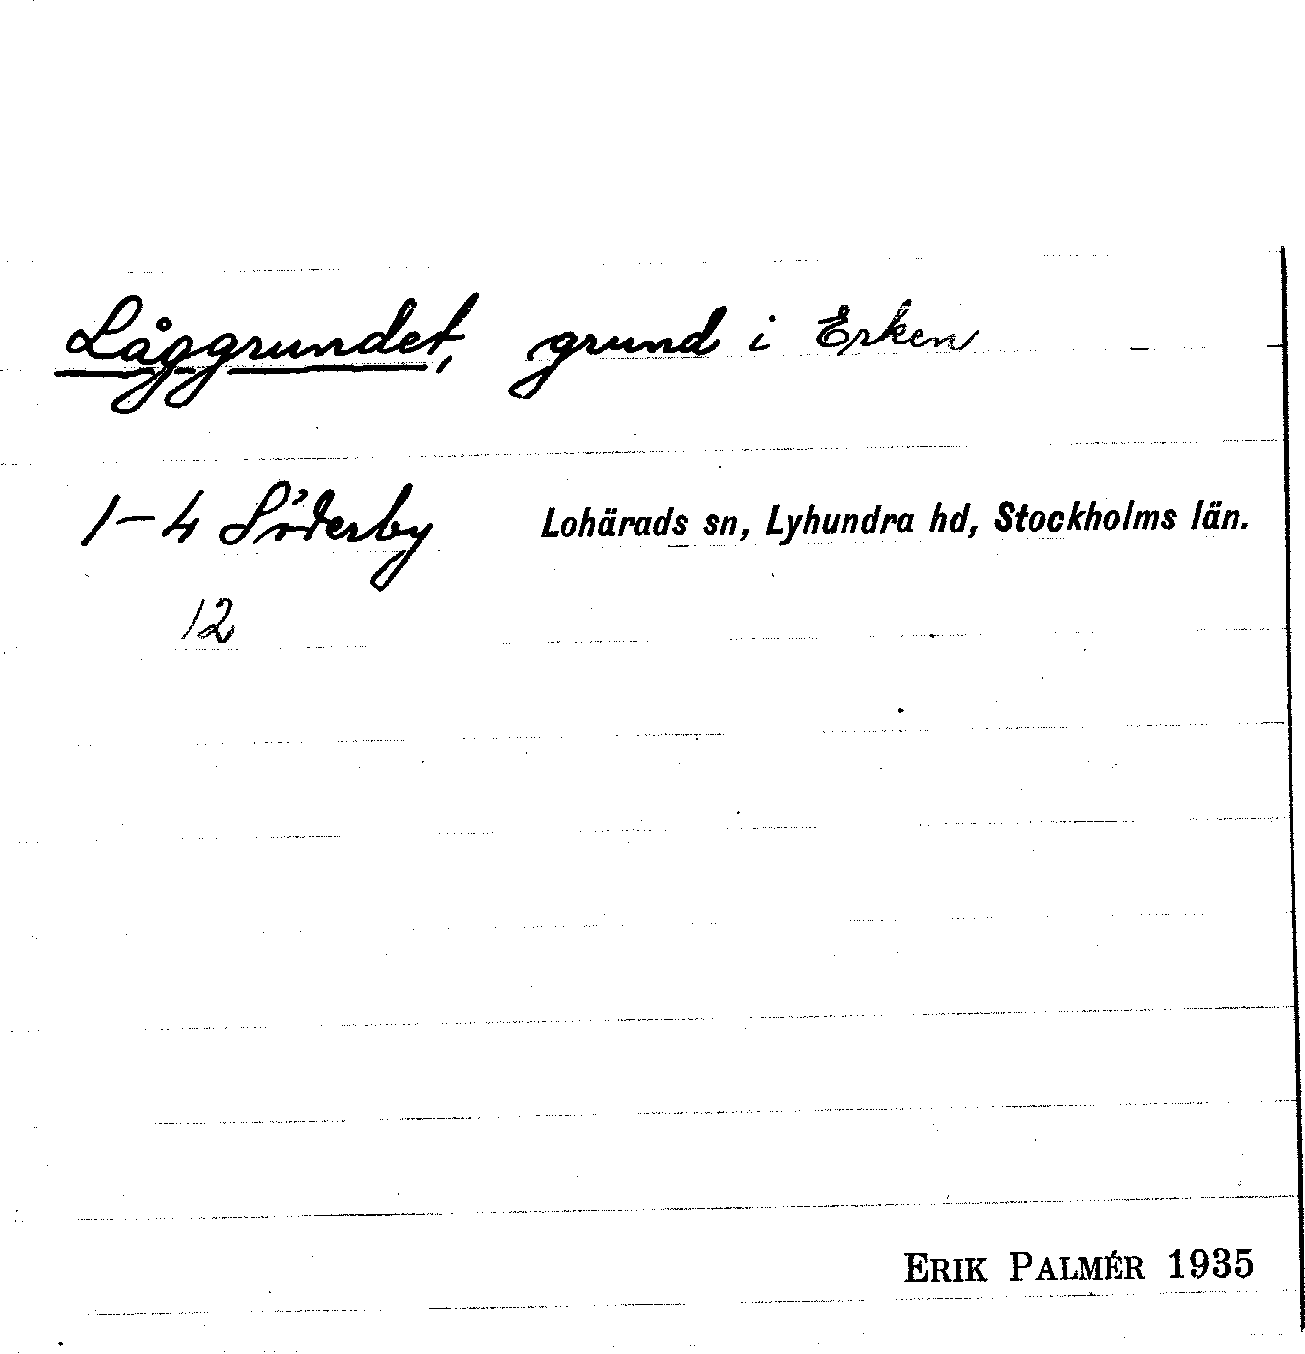 Låggrundet, grund i Erken
1-4 Söderby Lohärads sn, Lyhundra hd, Stockholms län.
12
ERIK PALMÉR 1935